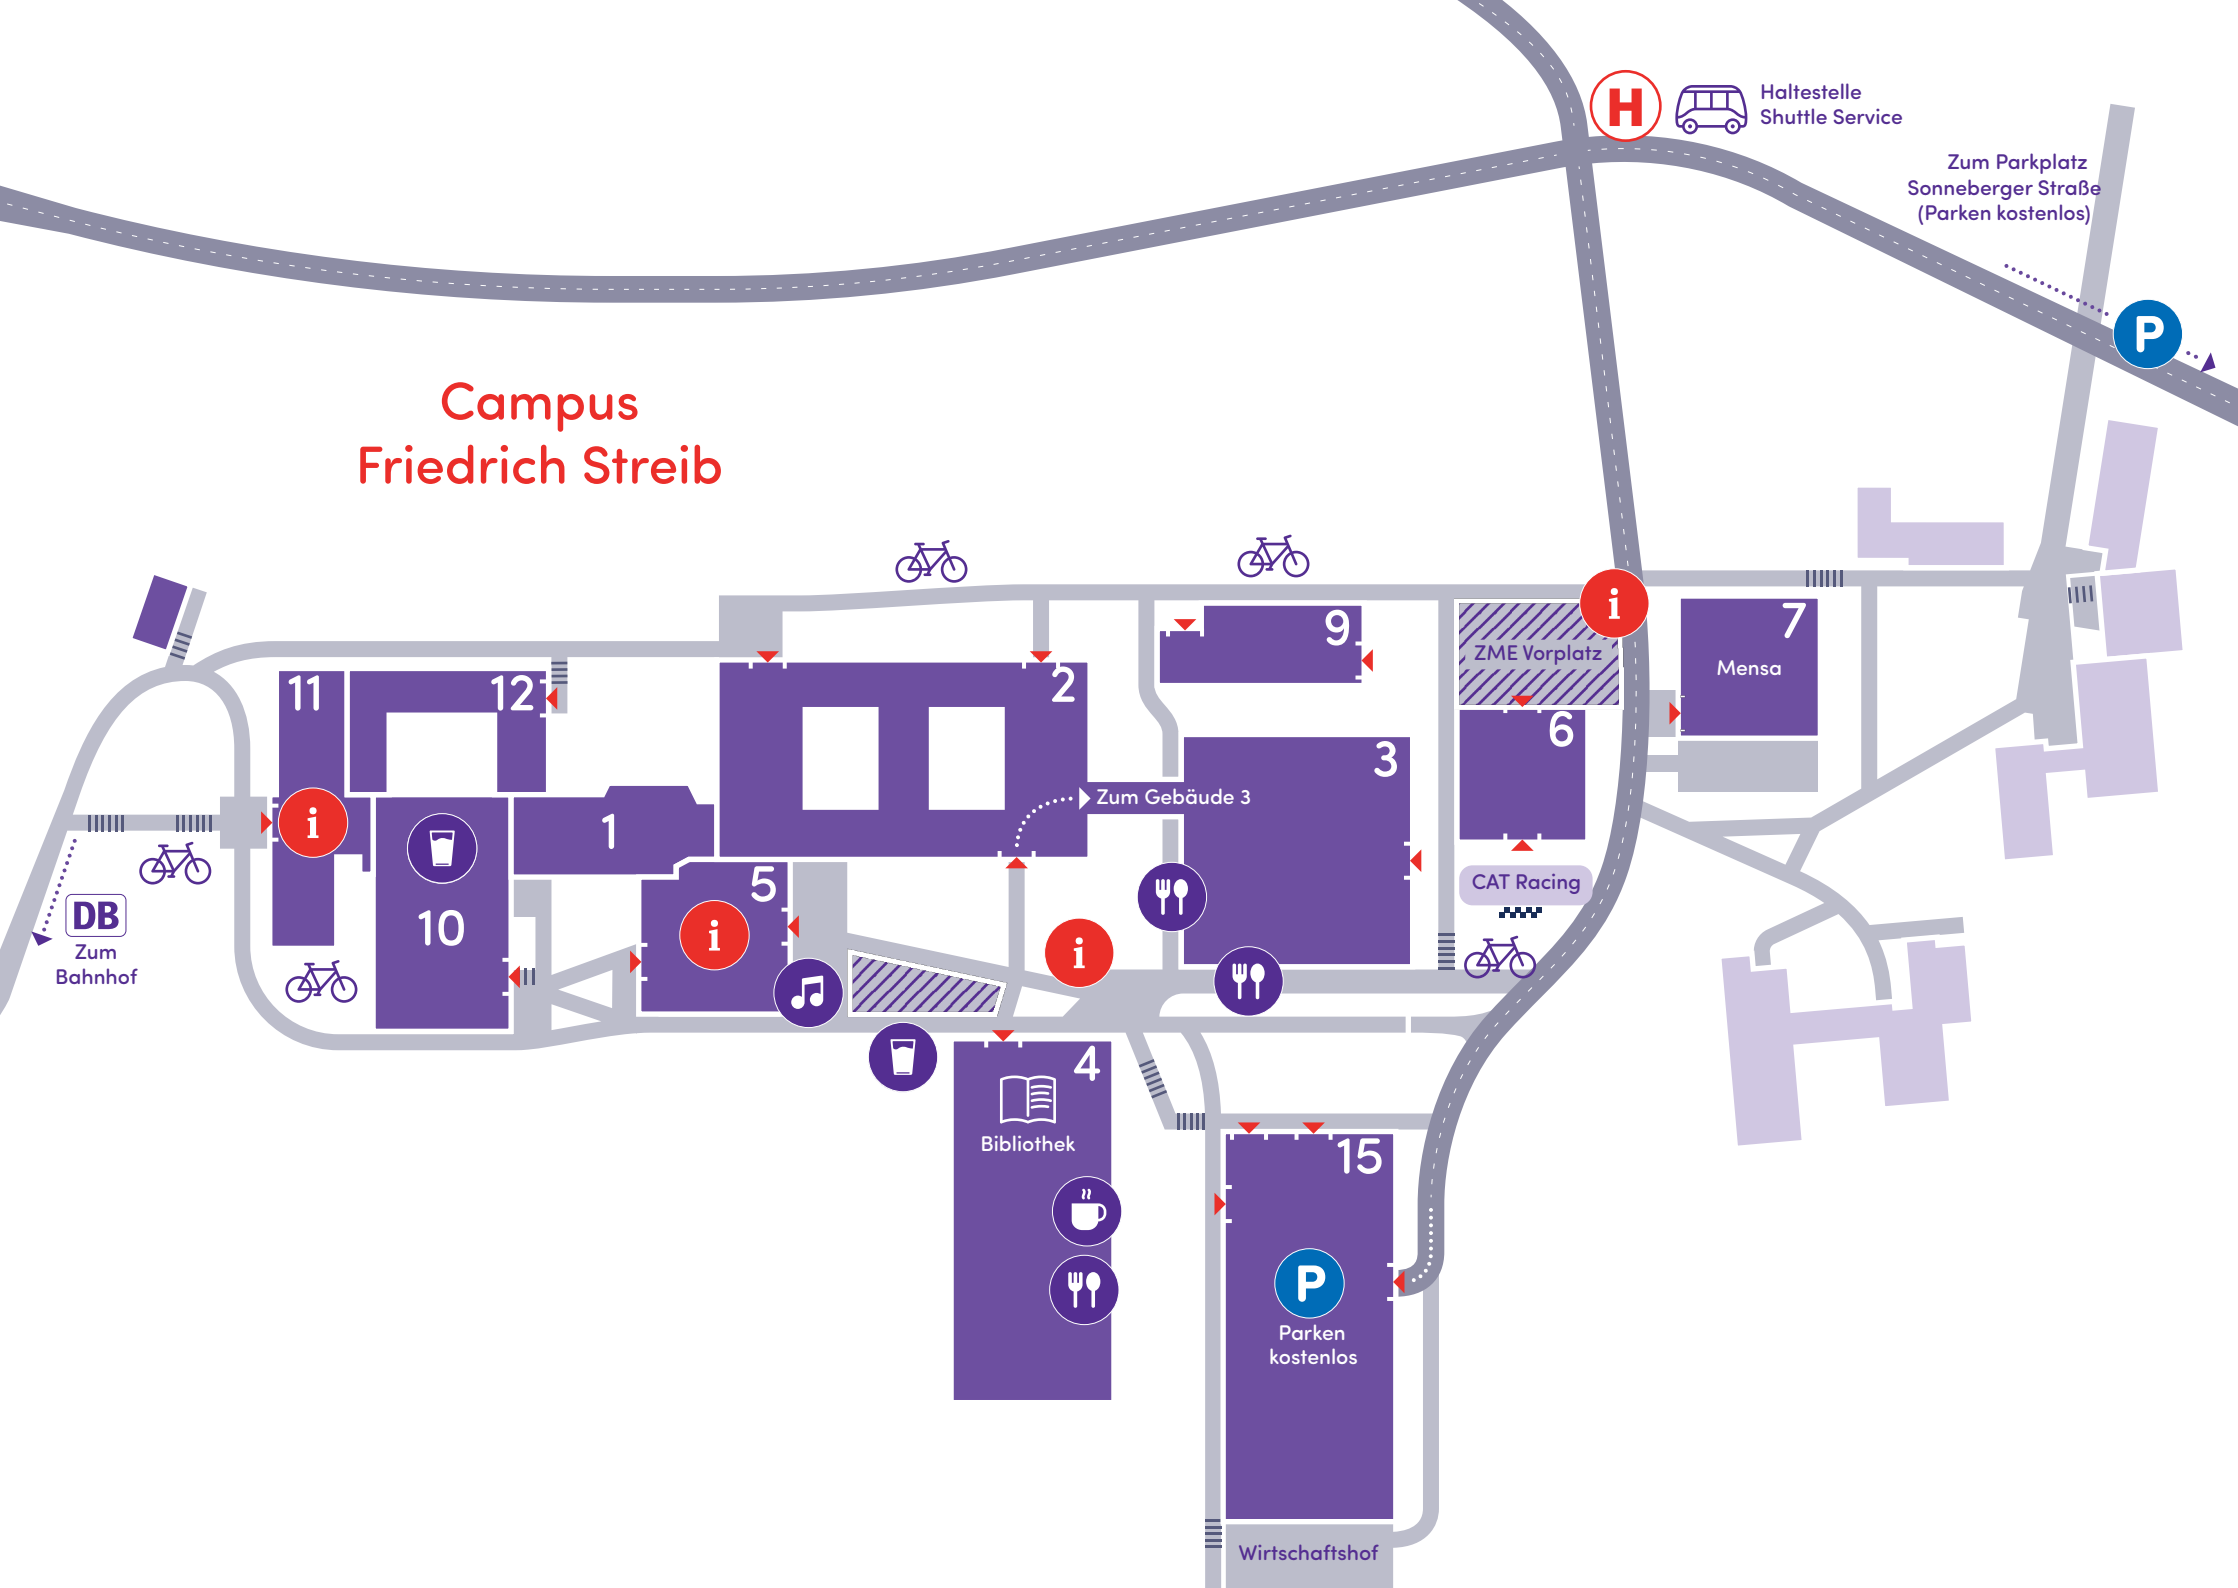 H
Haltestelle
Shuttle Service
Zum Parkplatz
Sonneberger Straße
(Parken kostenlos)
P
Campus
Friedrich Streib
i
9
7
ZME Vorplatz
Mensa
11
12
2
6
3
Zum Gebäude 3
i
1
5
CAT Racing
DB
Zum
Bahnhof
10
i
i
4
Bibliothek
15
P
Parken
kostenlos
Wirtschaftshof